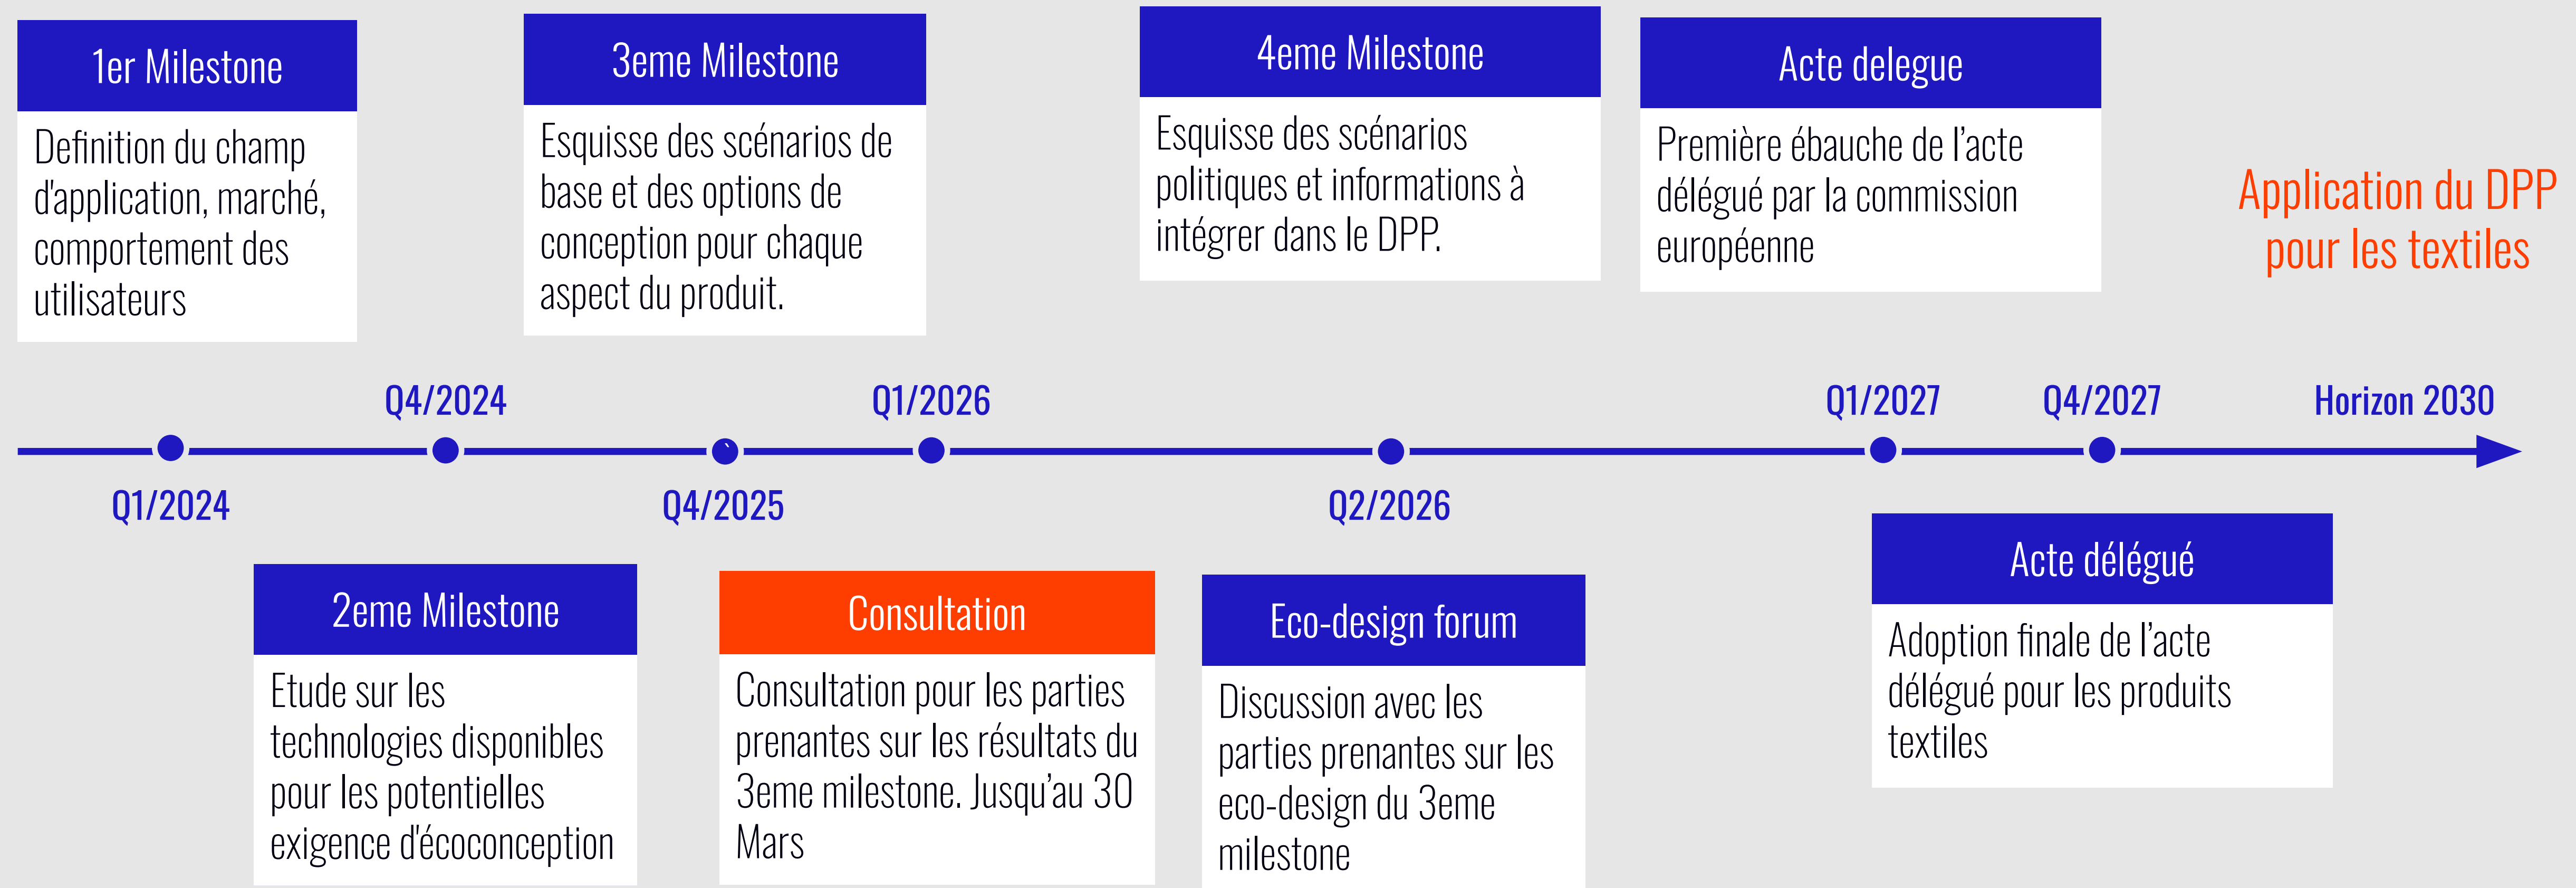 1er Milestone
Definition du champ
d'application, marché,
comportement des
utilisateurs
3eme Milestone
Esquisse des scénarios de
base et des options de
conception pour chaque
aspect du produit.
4eme Milestone
Esquisse des scénarios
politiques et informations à
intégrer dans le DPP.
Acte delegue
Première ébauche de l’acte
délégué par la commission
européenne
Application du DPP
pour les textiles
Q4/2024
Q1/2026
Q1/2027
Q4/2027
Horizon 2030
Q1/2024
Q4/2025
Q2/2026
2eme Milestone
Etude sur les
technologies disponibles
pour les potentielles
exigence d'écoconception
Consultation
Consultation pour les parties
prenantes sur les résultats du
3eme milestone. Jusqu’au 30
Mars
Eco-design forum
Discussion avec les
parties prenantes sur les
eco-design du 3eme
milestone
Acte délégué
Adoption finale de l’acte
délégué pour les produits
textiles